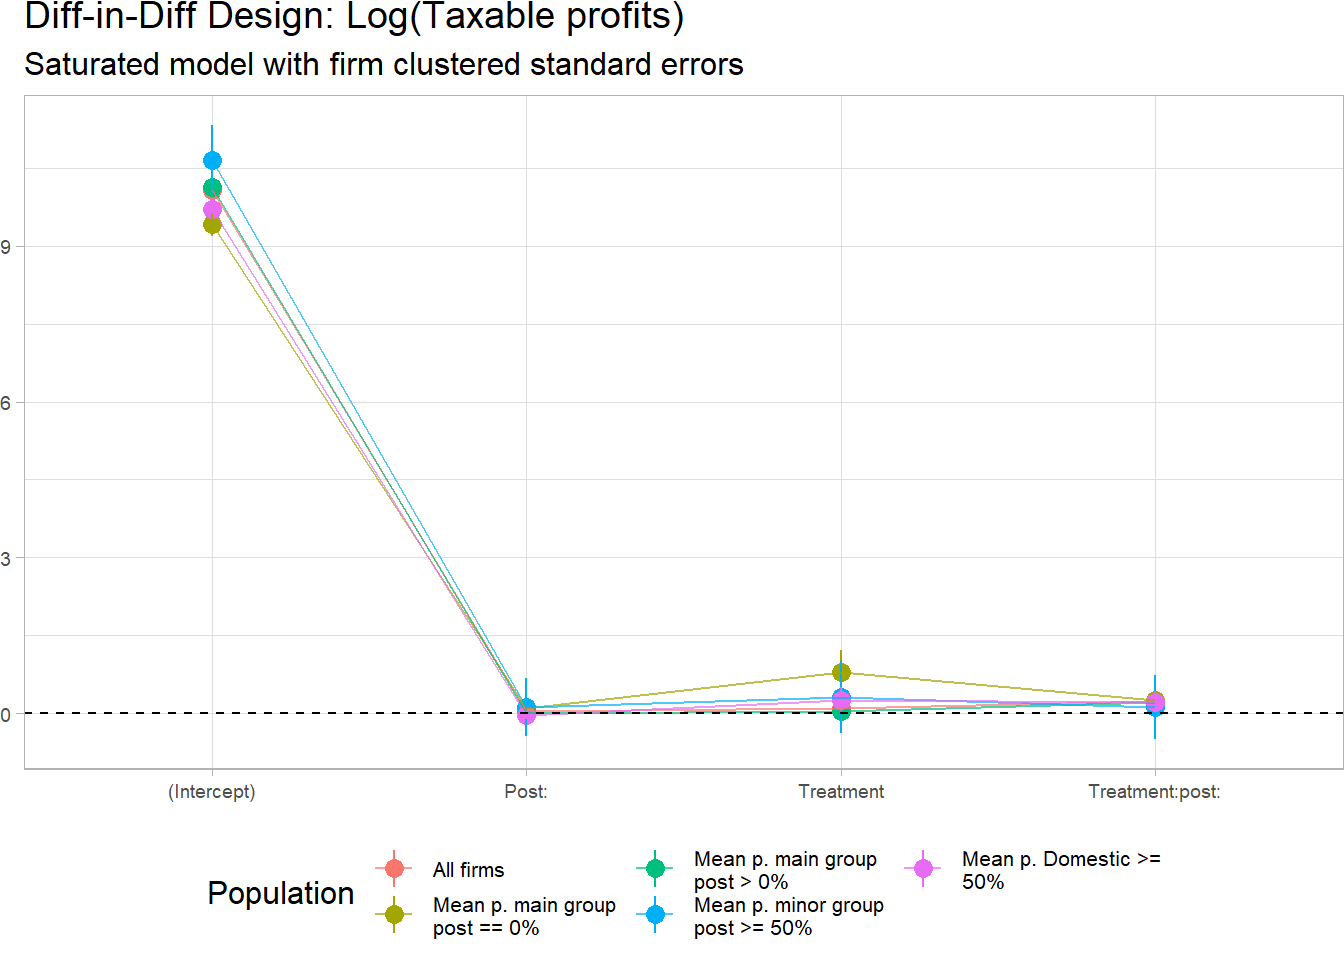 Diff-in-Diff Design: Log(Taxable profits)
Saturated model with firm clustered standard errors
9
6
3
0
(Intercept)
Post:
Treatment
Treatment:post:
Population
All firms
Mean p. main group
post == 0%
Mean p. main group
post > 0%
Mean p. minor group
post >= 50%
Mean p. Domestic >=
50%